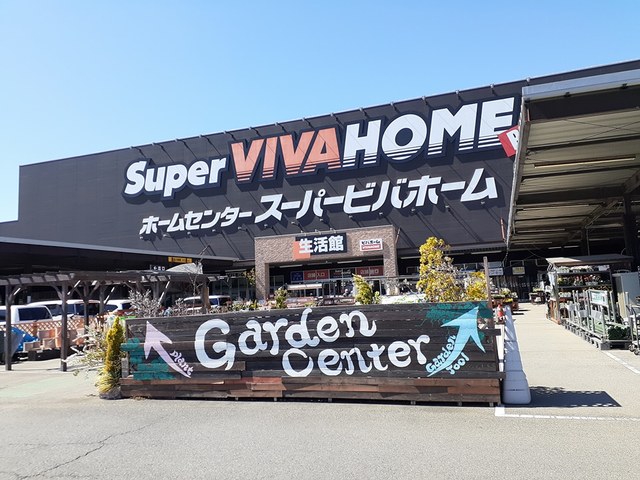 Super VIVAHOME
ホームセンター スーパービバホーム
生活館
Garden
Center
Plant
Garden
Tool